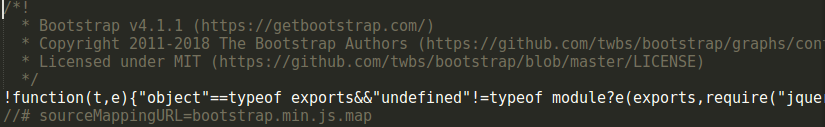 /*!
* Bootstrap v4.1.1 (https://getbootstrap.com/)
* Copyright 2011-2018 The Bootstrap Authors (https://github.com/twbs/bootstrap/graphs/con
* Licensed under MIT (https://github.com/twbs/bootstrap/blob/master/LICENSE)
*/
!function(t,e){"object"==typeof exports&&"undefined"!=typeof module?e(exports,require("jque
//# sourceMappingURL=bootstrap.min.js.map